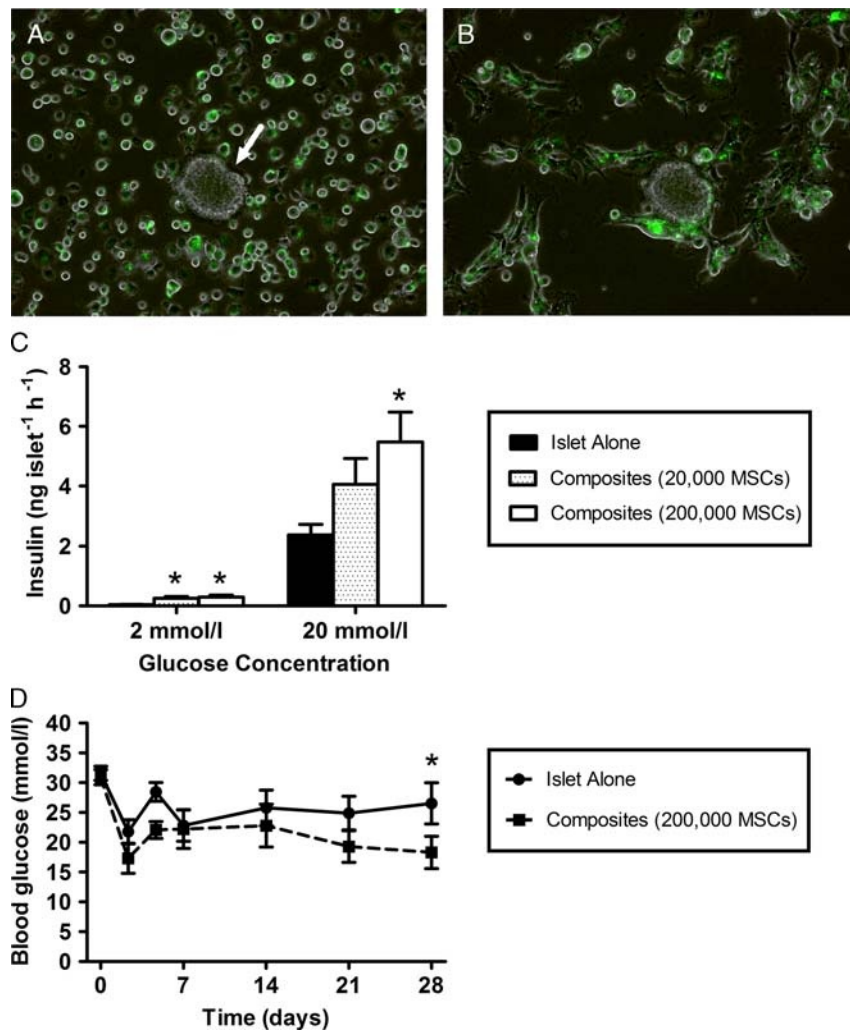 A
B
C
Insulin (ng islet⁻¹ h⁻¹)
8
6
4
2
0
*
*
*
2 mmol/l
20 mmol/l
Glucose Concentration
Islet Alone
Composites (20,000 MSCs)
Composites (200,000 MSCs)
D
Blood glucose (mmol/l)
40
35
30
25
20
15
10
5
0
*
0
7
14
21
28
Time (days)
Islet Alone
Composites (200,000 MSCs)